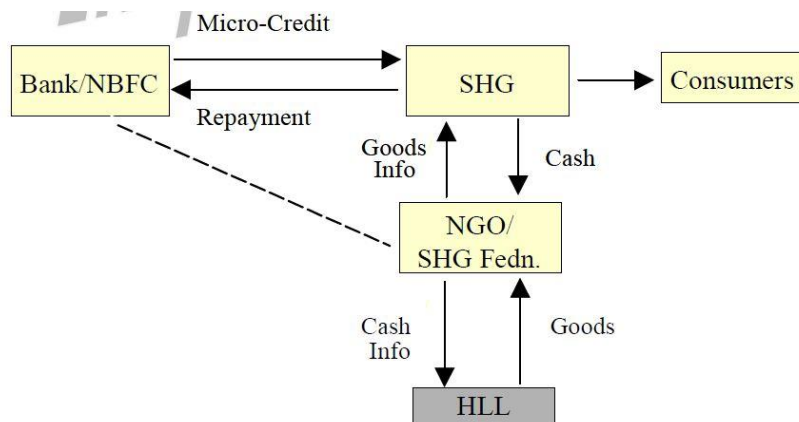 Micro-Credit
Bank/NBFC
SHG
Consumers
Repayment
Goods
Info
Cash
NGO/
SHG Fedn.
Cash
Info
Goods
HLL